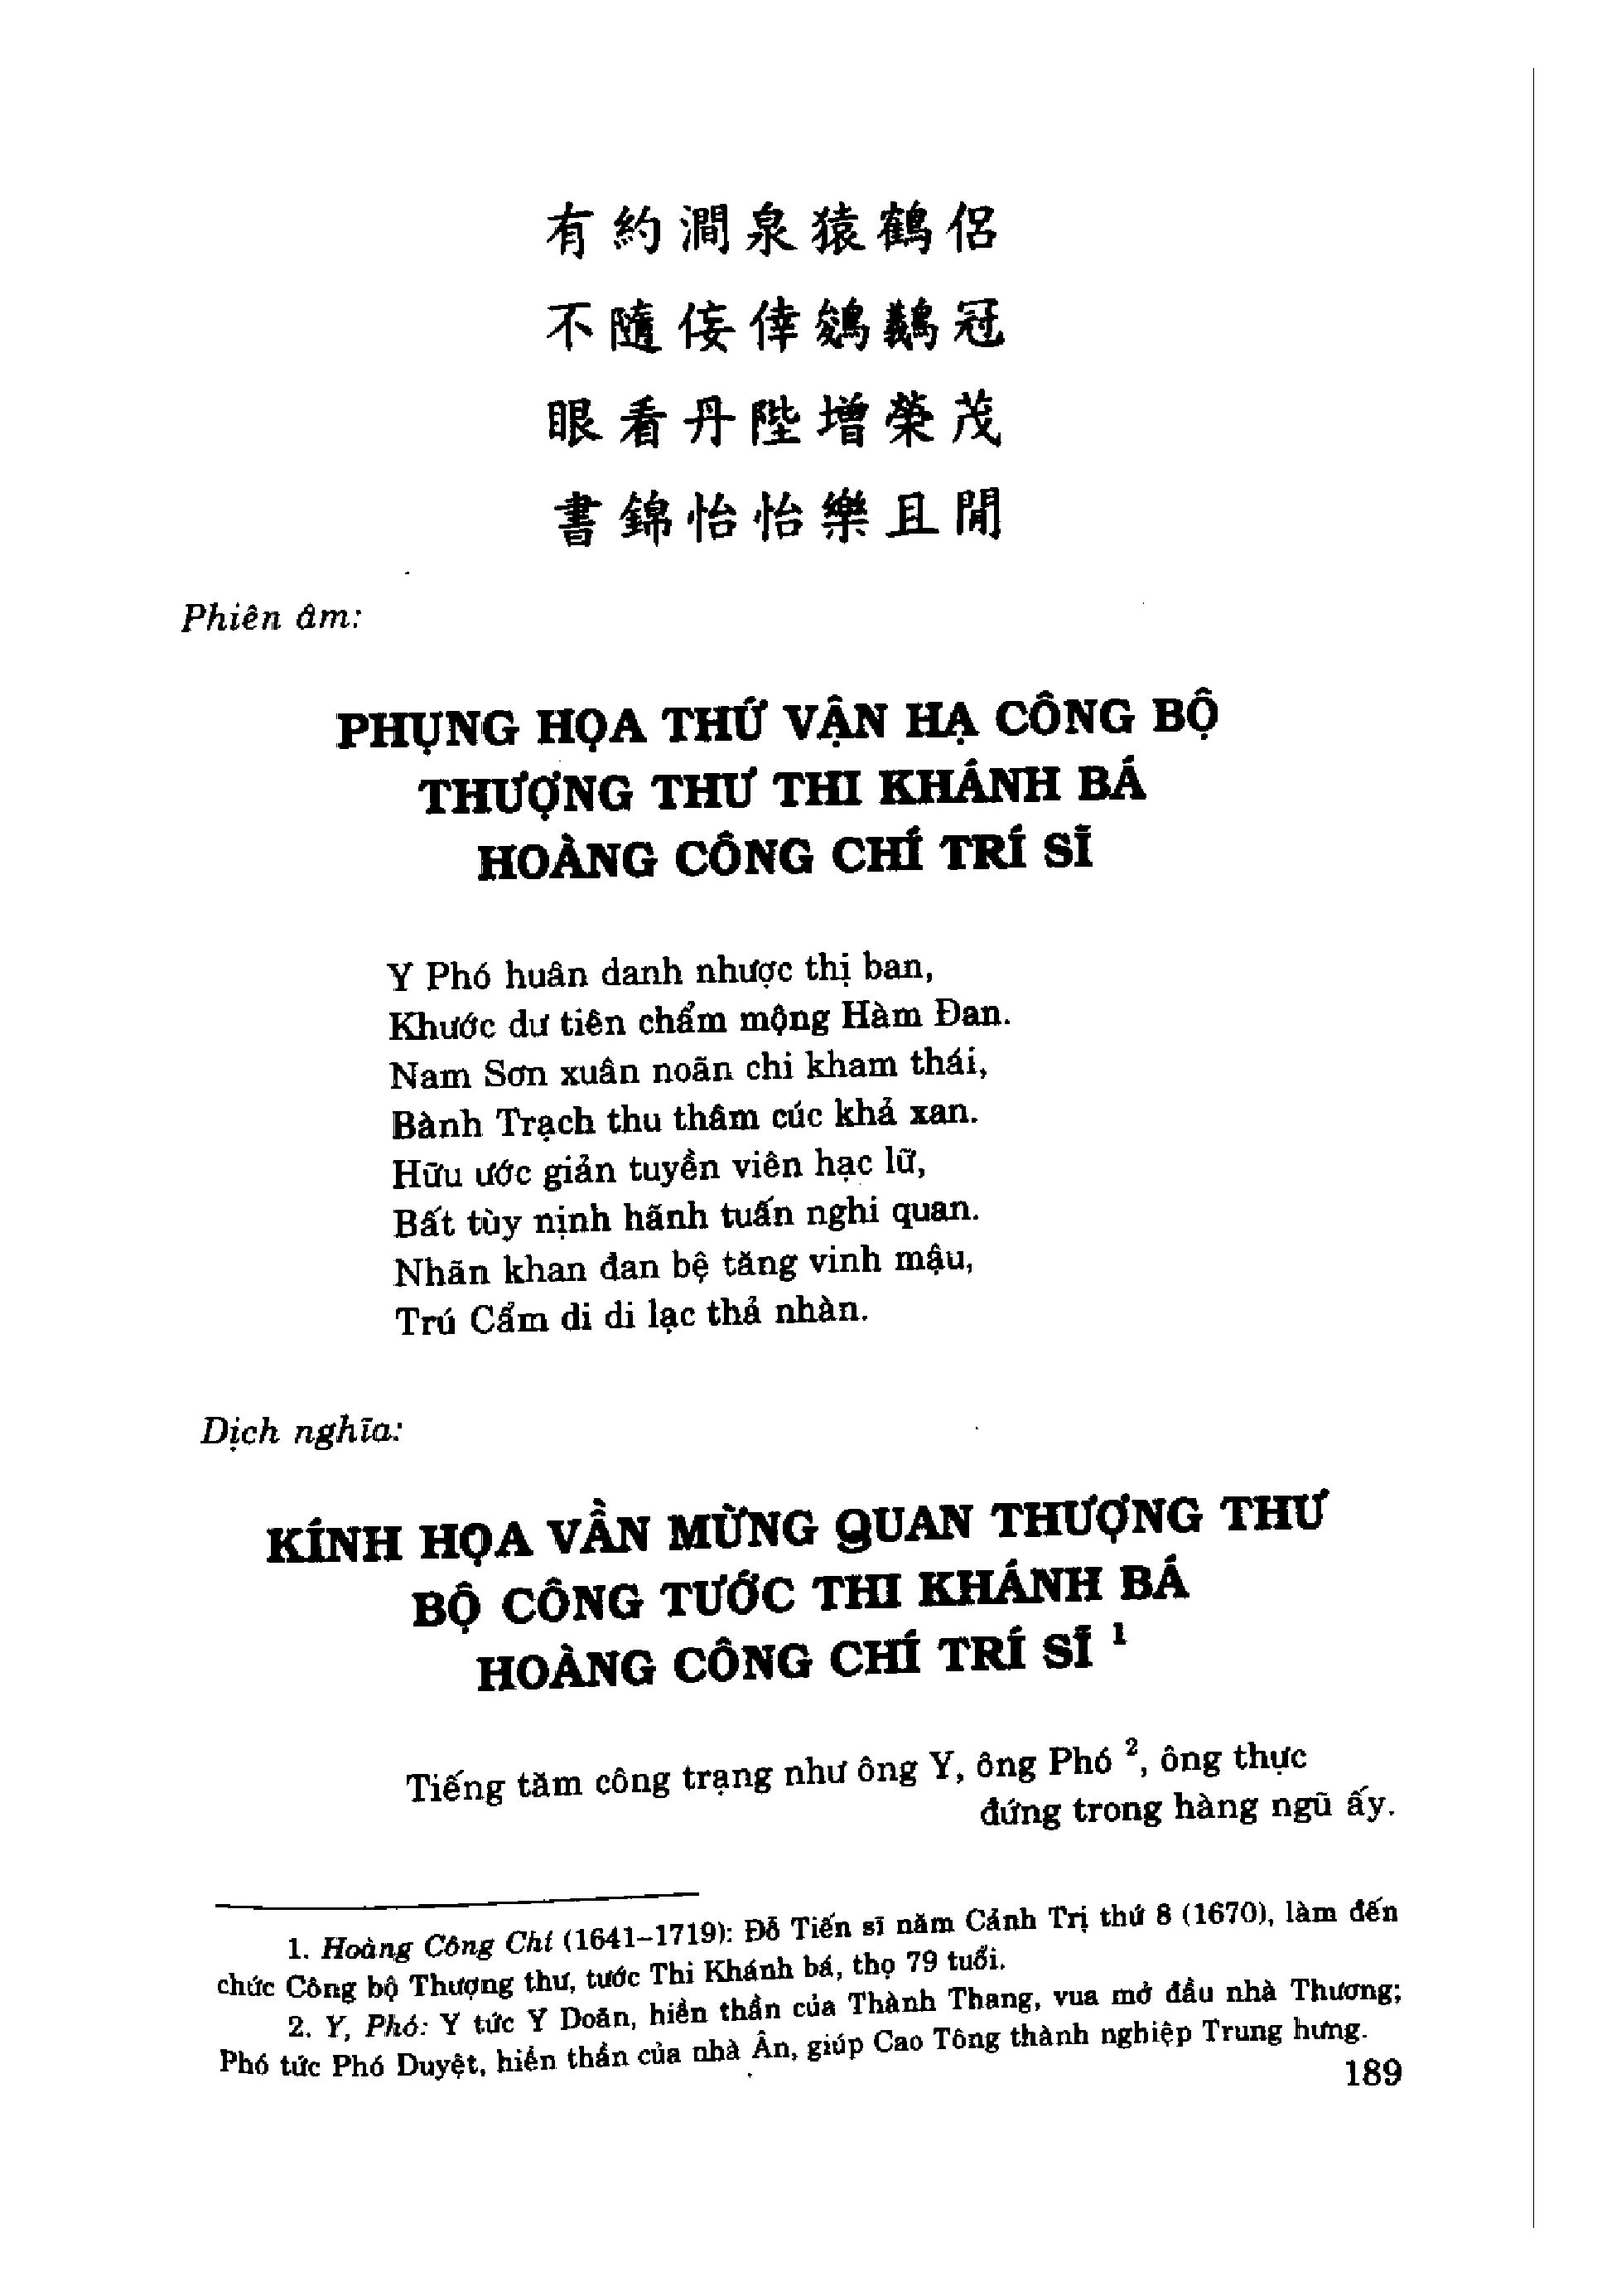 有約澗泉猿鶴侶
不隨佞倖鵕鸃冠
眼看丹陛增榮茂
書錦怡怡樂且閒
Phiên âm:
PHỤNG HỌA THỨ VẬN HẠ CÔNG BỘ
THƯỢNG THƯ THI KHÁNH BÁ
HOÀNG CÔNG CHÍ TRÍ SĨ
Y Phó huân danh nhược thị ban,
Khước dư tiên chẩm mộng Hàm Đan.
Nam Sơn xuân noãn chi kham thái,
Bành Trạch thu thâm cúc khả xan.
Hữu ước giản tuyền viên hạc lữ,
Bất tùy nịnh hãnh tuấn nghi quan.
Nhãn khan đan bệ tăng vinh mậu,
Trú Cẩm di di lạc thả nhàn.
Dịch nghĩa:
KÍNH HỌA VẦN MỪNG QUAN THƯỢNG THƯ
BỘ CÔNG TƯỚC THI KHÁNH BÁ
HOÀNG CÔNG CHÍ TRÍ SĨ 1
Tiếng tăm công trạng như ông Y, ông Phó 2, ông thực
đứng trong hàng ngũ ấy.
1. Hoàng Công Chí (1641-1719): Đỗ Tiến sĩ năm Cảnh Trị thứ 8 (1670), làm đến
chức Công bộ Thượng thư, tước Thi Khánh bá, thọ 79 tuổi.
2. Y, Phó: Y tức Y Doãn, hiền thần của Thành Thang, vua mở đầu nhà Thương;
Phó tức Phó Duyệt, hiền thần của nhà Ân, giúp Cao Tông thành nghiệp Trung hưng.
189